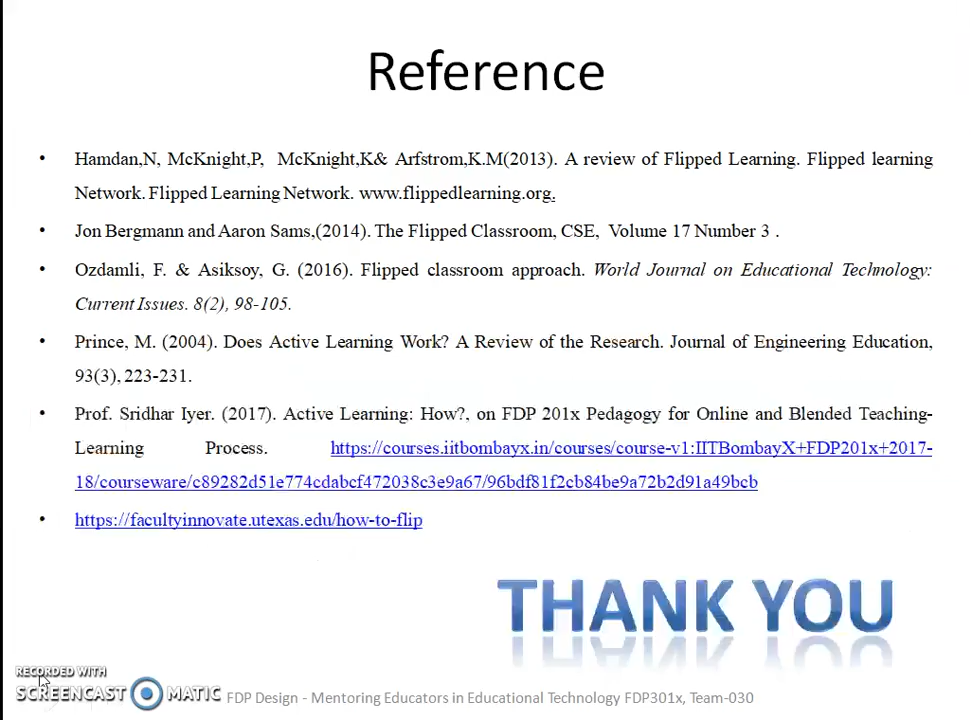 Reference
• Hamdan,N, McKnight,P, McKnight,K& Arfstrom,K.M(2013). A review of Flipped Learning. Flipped learning
Network. Flipped Learning Network. www.flippedlearning.org.
• Jon Bergmann and Aaron Sams,(2014). The Flipped Classroom, CSE, Volume 17 Number 3 .
• Ozdamli, F. & Asiksoy, G. (2016). Flipped classroom approach. World Journal on Educational Technology:
Current Issues. 8(2), 98-105.
• Prince, M. (2004). Does Active Learning Work? A Review of the Research. Journal of Engineering Education,
93(3), 223-231.
• Prof. Sridhar Iyer. (2017). Active Learning: How?, on FDP 201x Pedagogy for Online and Blended Teaching-
Learning Process. https://courses.iitbombayx.in/courses/course-v1:IITBombayX+FDP201x+2017-
18/courseware/c89282d51e774cdabcf472038c3e9a67/96bdf81f2cb84be9a72b2d91a49bcb
• https://facultyinnovate.utexas.edu/how-to-flip
THANK YOU
RECORDED WITH
SCREENCAST MATIC
FDP Design - Mentoring Educators in Educational Technology FDP301x, Team-030